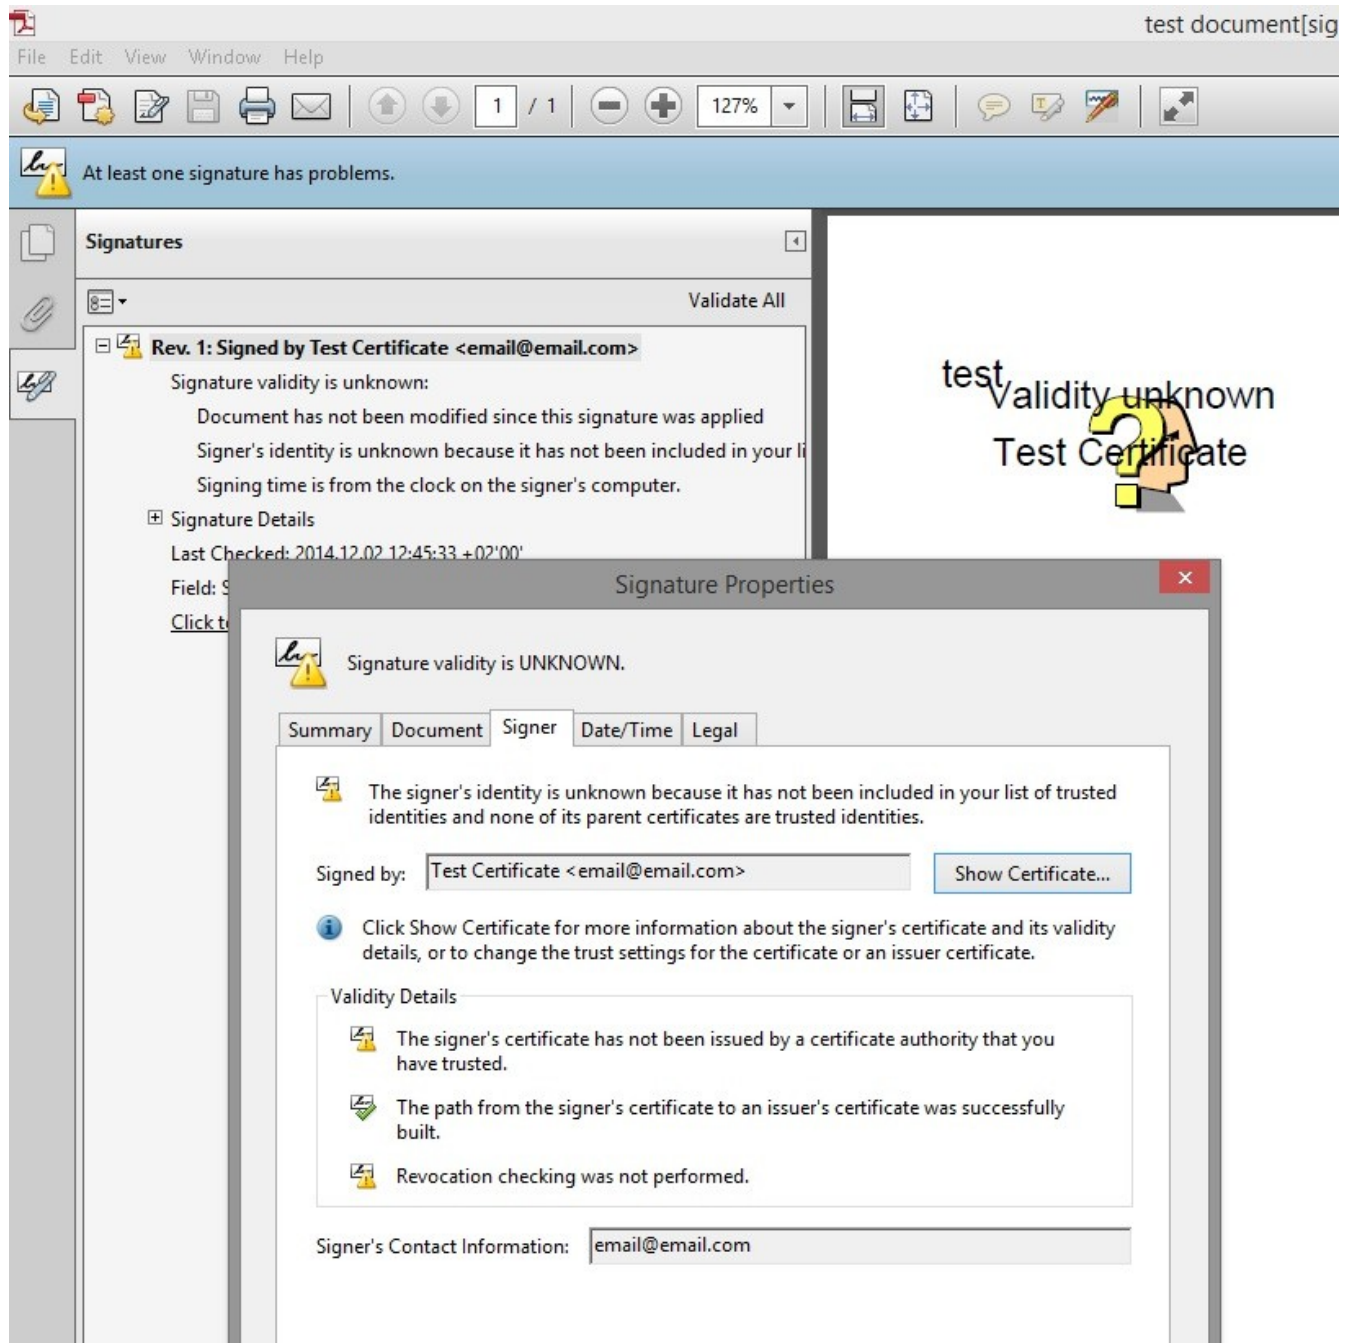 test document[sig
File Edit View Window Help
1 / 1 127%
At least one signature has problems.
Signatures
Validate All
Rev. 1: Signed by Test Certificate <email@email.com>
Signature validity is unknown:
Document has not been modified since this signature was applied
Signer's identity is unknown because it has not been included in your li
Signing time is from the clock on the signer's computer.
Signature Details
Last Checked: 2014.12.02 12:45:33 +02'00'
Field: S
Click to
test
Validity unknown
Test Certificate
Signature Properties
Signature validity is UNKNOWN.
Summary Document Signer Date/Time Legal
The signer's identity is unknown because it has not been included in your list of trusted
identities and none of its parent certificates are trusted identities.
Signed by: Test Certificate <email@email.com> Show Certificate...
Click Show Certificate for more information about the signer's certificate and its validity
details, or to change the trust settings for the certificate or an issuer certificate.
Validity Details
The signer's certificate has not been issued by a certificate authority that you
have trusted.
The path from the signer's certificate to an issuer's certificate was successfully
built.
Revocation checking was not performed.
Signer's Contact Information: email@email.com